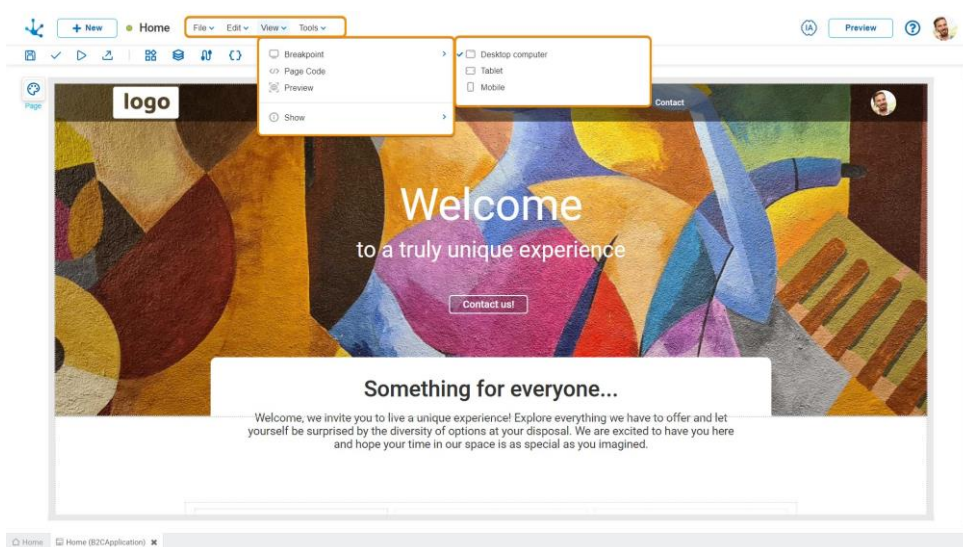 + New
Home
File Edit View Tools
IA
Preview
?
Breakpoint
Page Code
Preview
Show
Desktop computer
Tablet
Mobile
Page
logo
Contact
Welcome
to a truly unique experience
Contact us!
Something for everyone...
Welcome, we invite you to live a unique experience! Explore everything we have to offer and let
yourself be surprised by the diversity of options at your disposal. We are excited to have you here
and hope your time in our space is as special as you imagined.
Home
Home (B2CApplication)